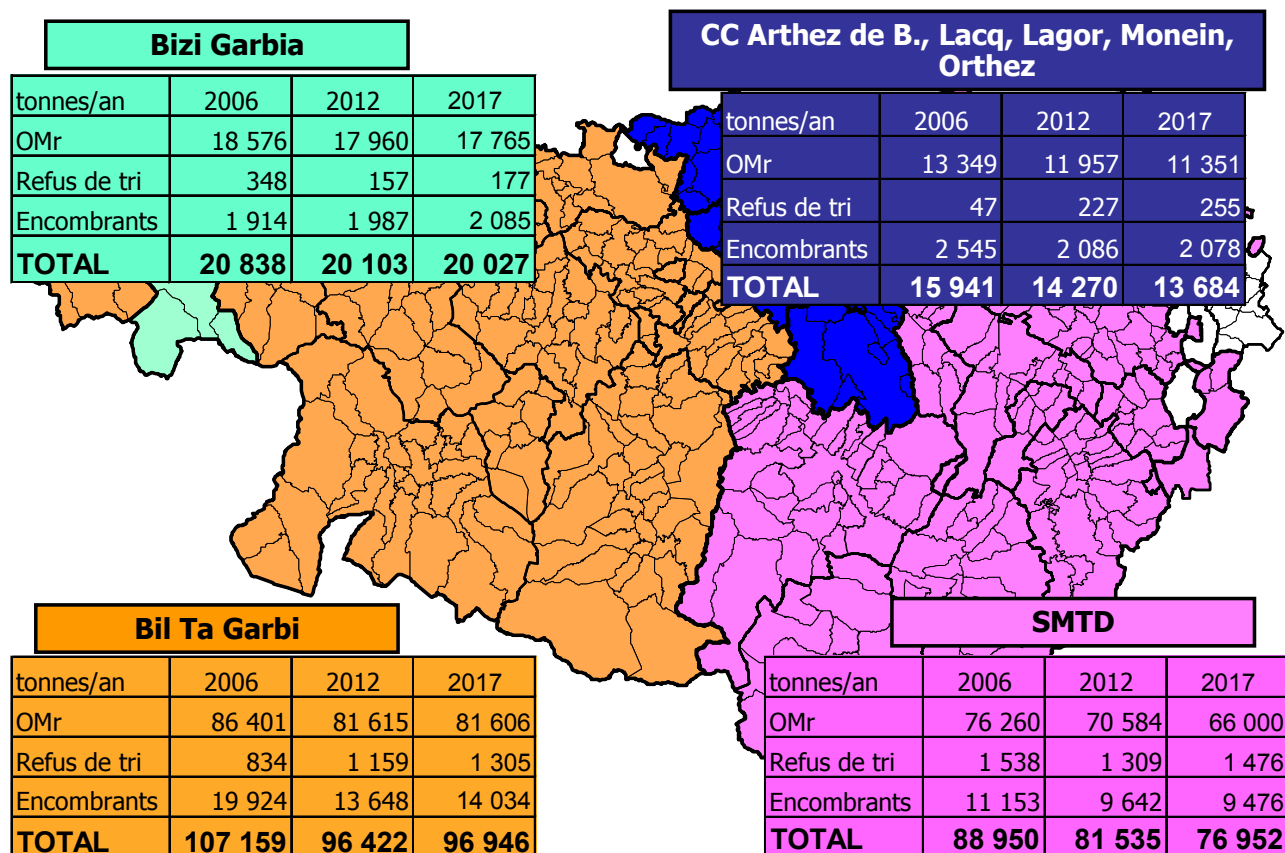 Bizi Garbia
tonnes/an 2006 2012 2017
OMr 18 576 17 960 17 765
Refus de tri 348 157 177
Encombrants 1 914 1 987 2 085
TOTAL 20 838 20 103 20 027
CC Arthez de B., Lacq, Lagor, Monein,
Orthez
tonnes/an 2006 2012 2017
OMr 13 349 11 957 11 351
Refus de tri 47 227 255
Encombrants 2 545 2 086 2 078
TOTAL 15 941 14 270 13 684
Bil Ta Garbi
tonnes/an 2006 2012 2017
OMr 86 401 81 615 81 606
Refus de tri 834 1 159 1 305
Encombrants 19 924 13 648 14 034
TOTAL 107 159 96 422 96 946
SMTD
tonnes/an 2006 2012 2017
OMr 76 260 70 584 66 000
Refus de tri 1 538 1 309 1 476
Encombrants 11 153 9 642 9 476
TOTAL 88 950 81 535 76 952